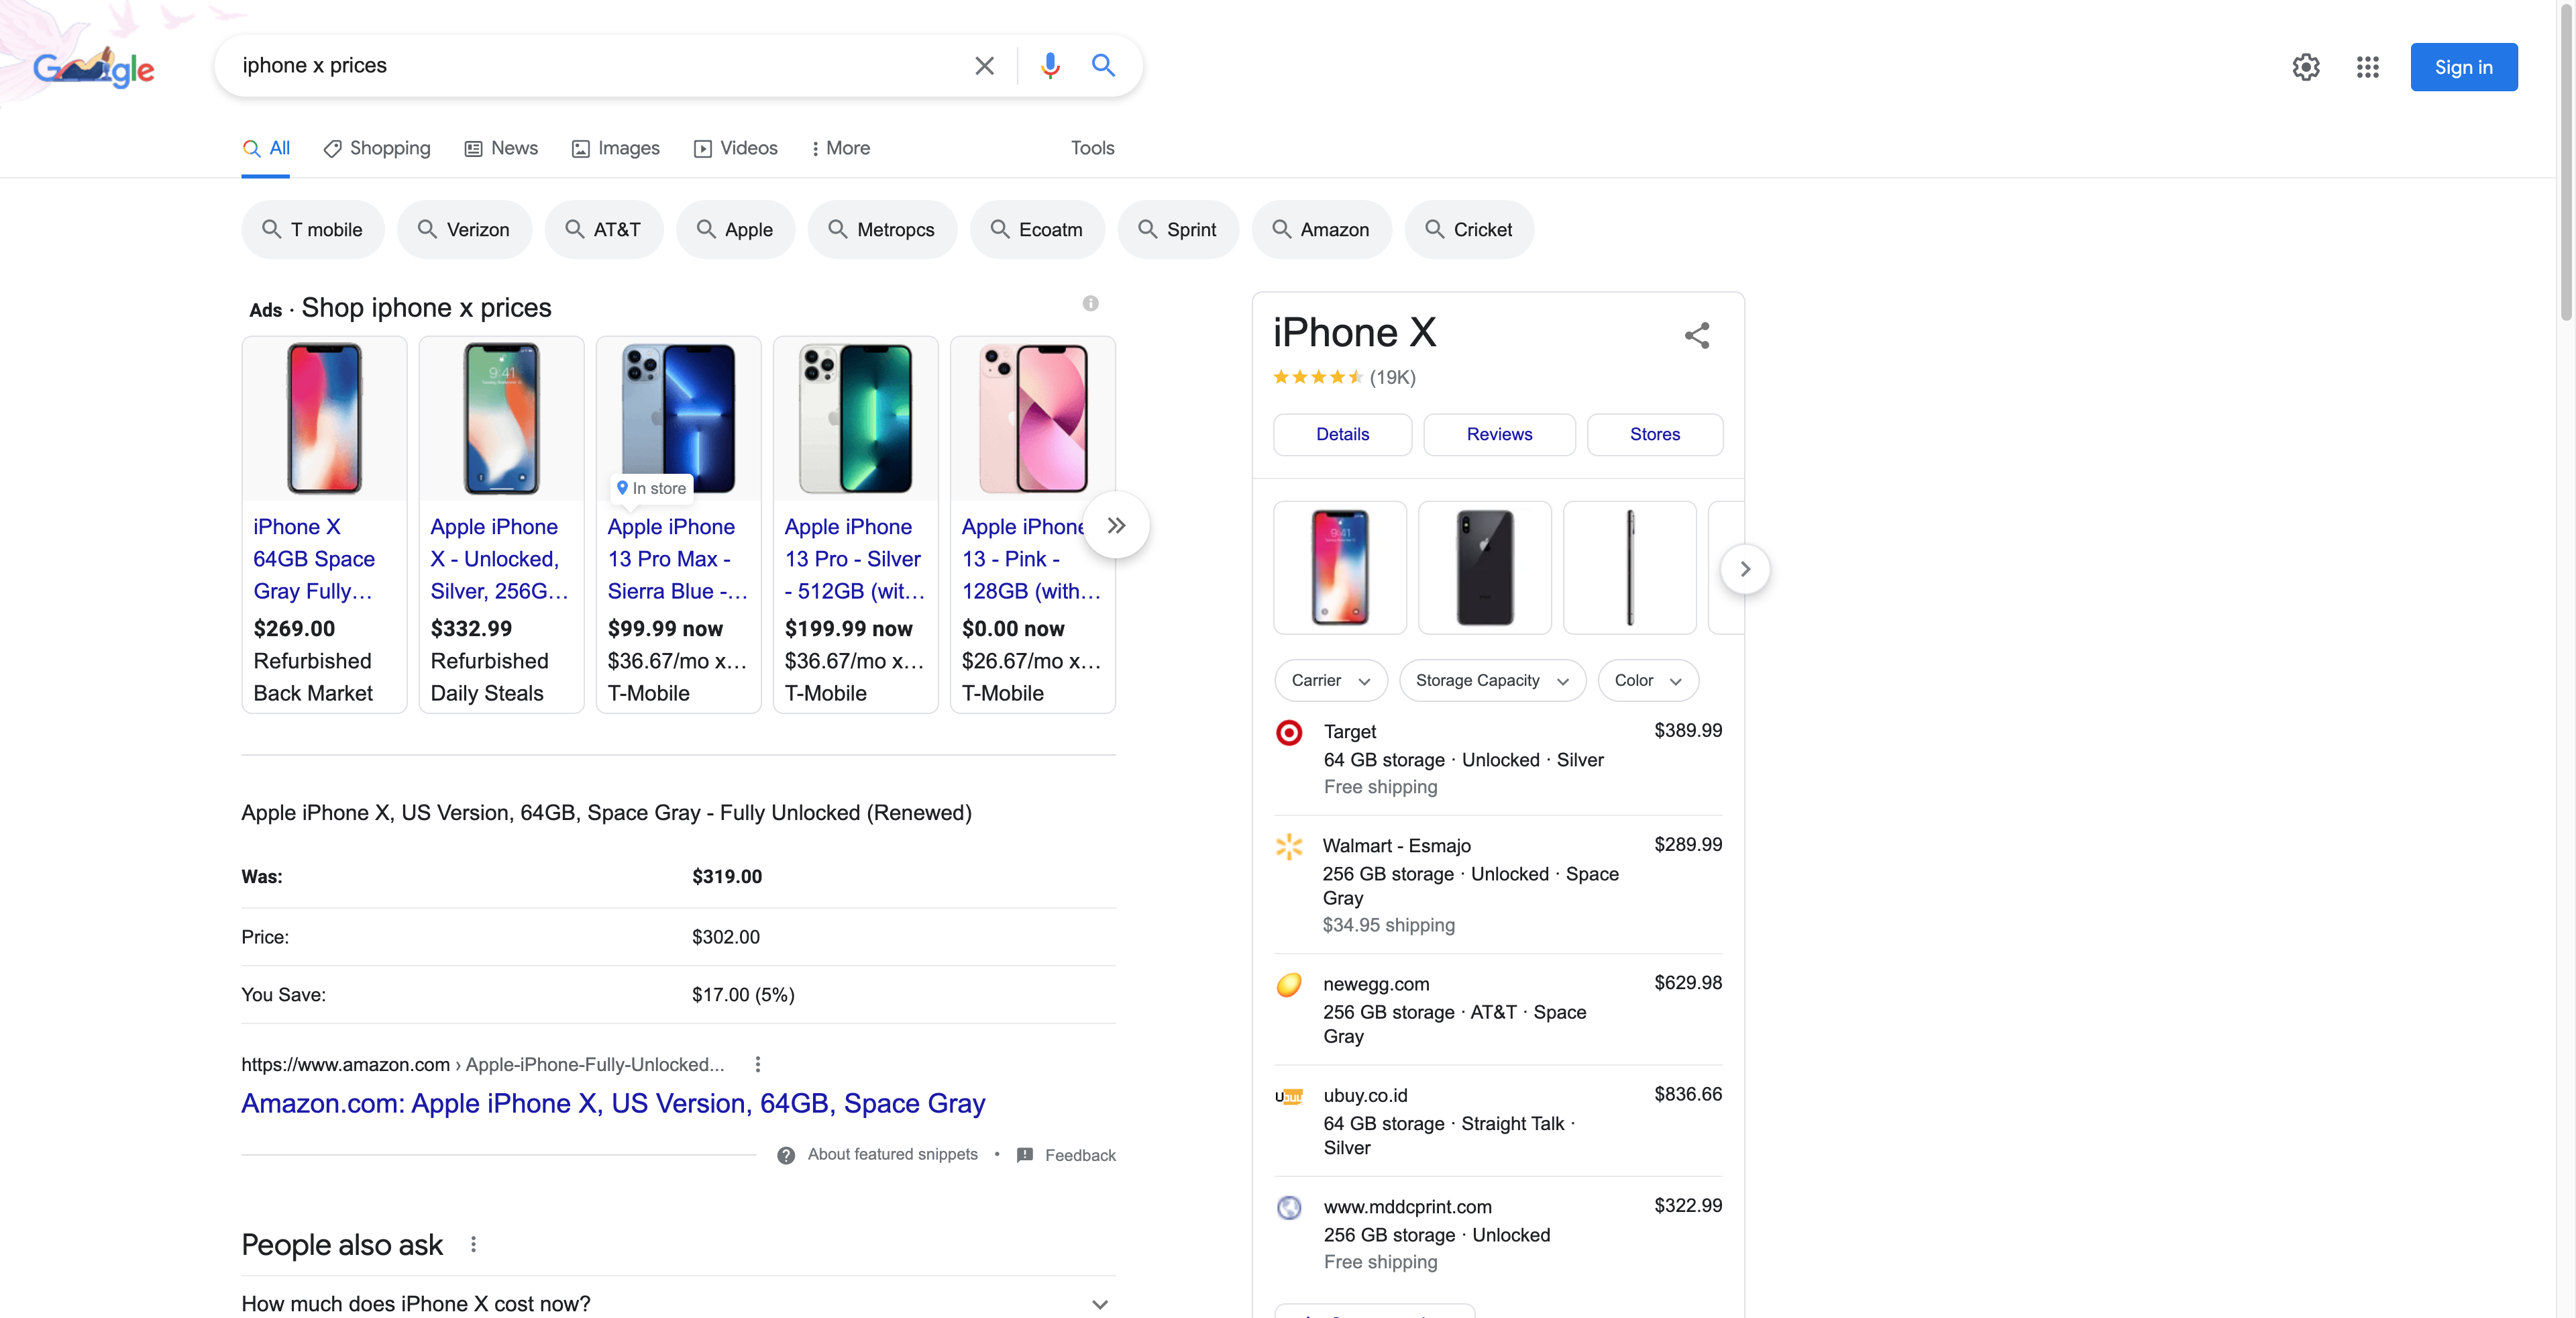 Google
iphone x prices
Sign in
All
Shopping
News
Images
Videos
More
Tools
T mobile
Verizon
AT&T
Apple
Metropcs
Ecoatm
Sprint
Amazon
Cricket
Ads · Shop iphone x prices
iPhone X
64GB Space
Gray Fully…
$269.00
Refurbished
Back Market
9:41
Apple iPhone
X - Unlocked,
Silver, 256G…
$332.99
Refurbished
Daily Steals
In store
Apple iPhone
13 Pro Max -
Sierra Blue -…
$99.99 now
$36.67/mo x…
T-Mobile
Apple iPhone
13 Pro - Silver
- 512GB (wit…
$199.99 now
$36.67/mo x…
T-Mobile
Apple iPhone
13 - Pink -
128GB (with…
$0.00 now
$26.67/mo x…
T-Mobile
Apple iPhone X, US Version, 64GB, Space Gray - Fully Unlocked (Renewed)
Was: $319.00
Price: $302.00
You Save: $17.00 (5%)
https://www.amazon.com › Apple-iPhone-Fully-Unlocked...
Amazon.com: Apple iPhone X, US Version, 64GB, Space Gray
About featured snippets • Feedback
People also ask
How much does iPhone X cost now?
iPhone X
(19K)
Details
Reviews
Stores
Carrier
Storage Capacity
Color
Target $389.99
64 GB storage · Unlocked · Silver
Free shipping
Walmart - Esmajo $289.99
256 GB storage · Unlocked · Space
Gray
$34.95 shipping
newegg.com $629.98
256 GB storage · AT&T · Space
Gray
ubuy
ubuy.co.id $836.66
64 GB storage · Straight Talk ·
Silver
www.mddcprint.com $322.99
256 GB storage · Unlocked
Free shipping